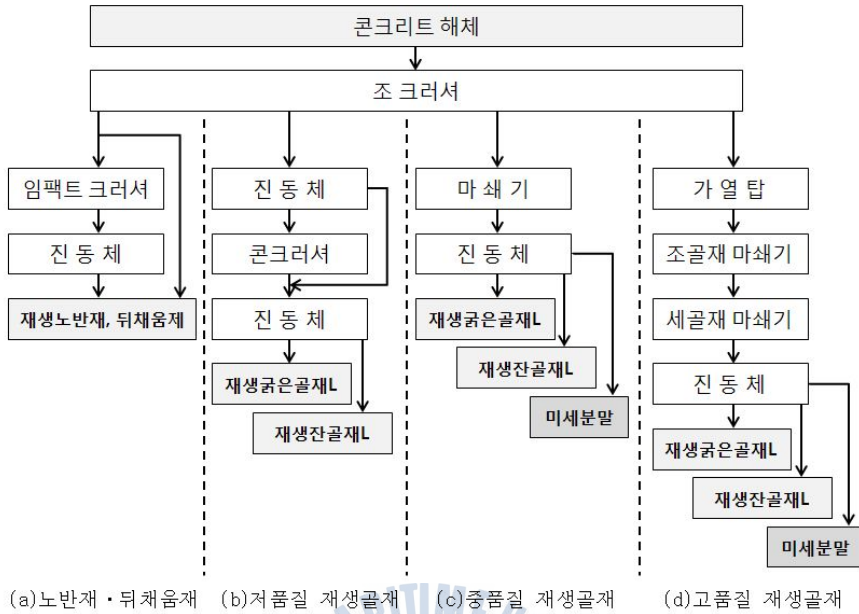 콘크리트 해체
조 크러셔
임팩트 크러셔
진 동 체
재생노반재, 뒤채움제
진 동 체
콘크러셔
진 동 체
재생굵은골재L
재생잔골재L
마 쇄 기
진 동 체
재생굵은골재L
재생잔골재L
미세분말
가 열 탑
조골재 마쇄기
세골재 마쇄기
진 동 체
재생굵은골재L
재생잔골재L
미세분말
(a)노반재・뒤채움재 (b)저품질 재생골재 (c)중품질 재생골재 (d)고품질 재생골재